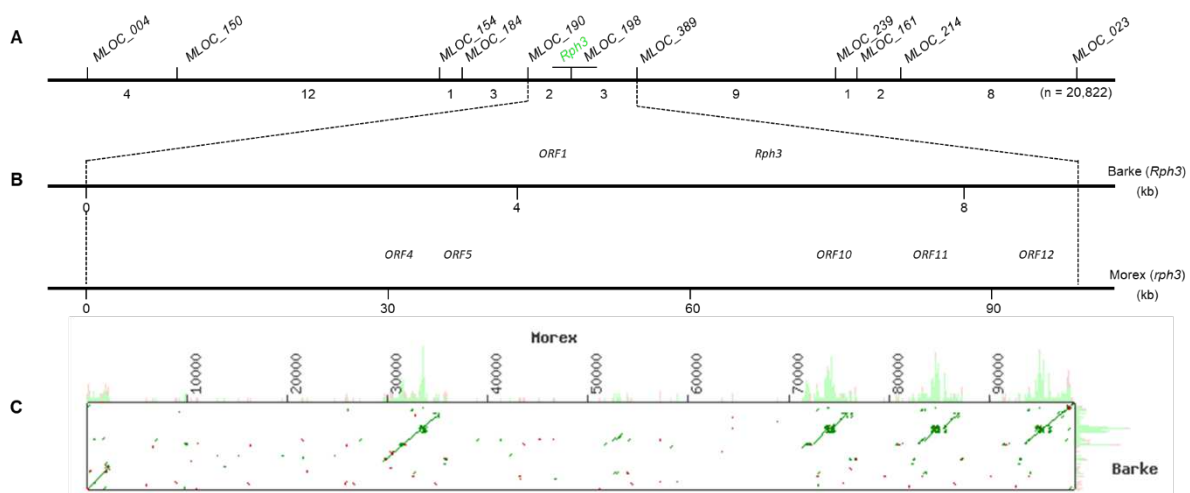 A
MLOC_004 MLOC_150 MLOC_154 MLOC_184 MLOC_190 Rph3 MLOC_198 MLOC_389 MLOC_239 MLOC_161 MLOC_214 MLOC_023
4 12 1 3 2 3 9 1 2 8 (n = 20,822)
ORF1 Rph3
B
Barke (Rph3)
(kb)
0 4 8
ORF4 ORF5 ORF10 ORF11 ORF12
Morex (rph3)
(kb)
0 30 60 90
Morex
10000 20000 30000 40000 50000 60000 70000 80000 90000
C
Barke